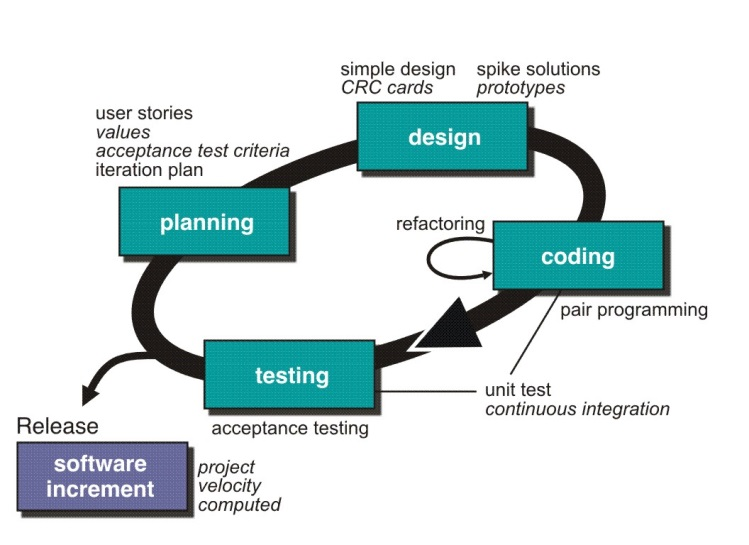 simple design
CRC cards
spike solutions
prototypes
user stories
values
acceptance test criteria
iteration plan
design
planning
refactoring
coding
pair programming
testing
unit test
continuous integration
acceptance testing
Release
software
increment
project
velocity
computed